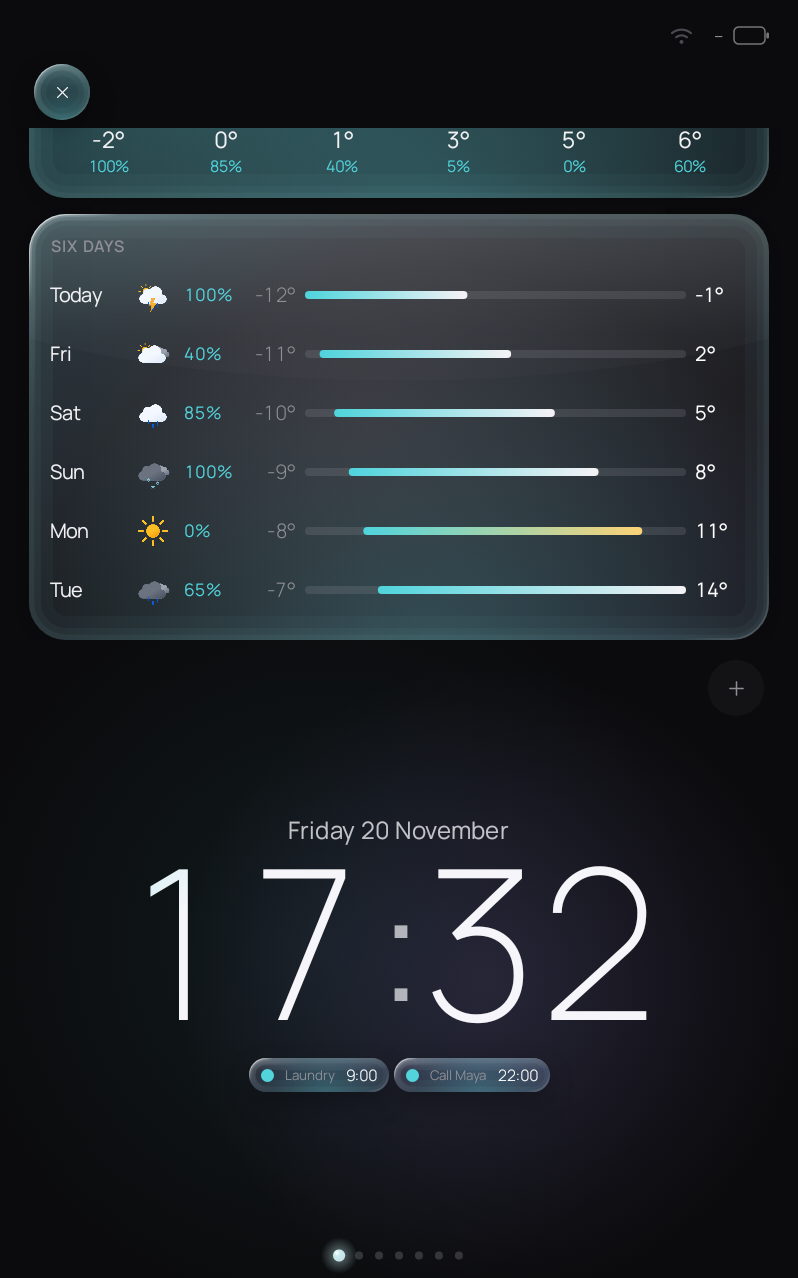 -2° 0° 1° 3° 5° 6°
100% 85% 40% 5% 0% 60%
SIX DAYS
Today 100% -12° -1°
Fri 40% -11° 2°
Sat 85% -10° 5°
Sun 100% -9° 8°
Mon 0% -8° 11°
Tue 65% -7° 14°
Friday 20 November
17:32
Laundry 9:00 Call Maya 22:00